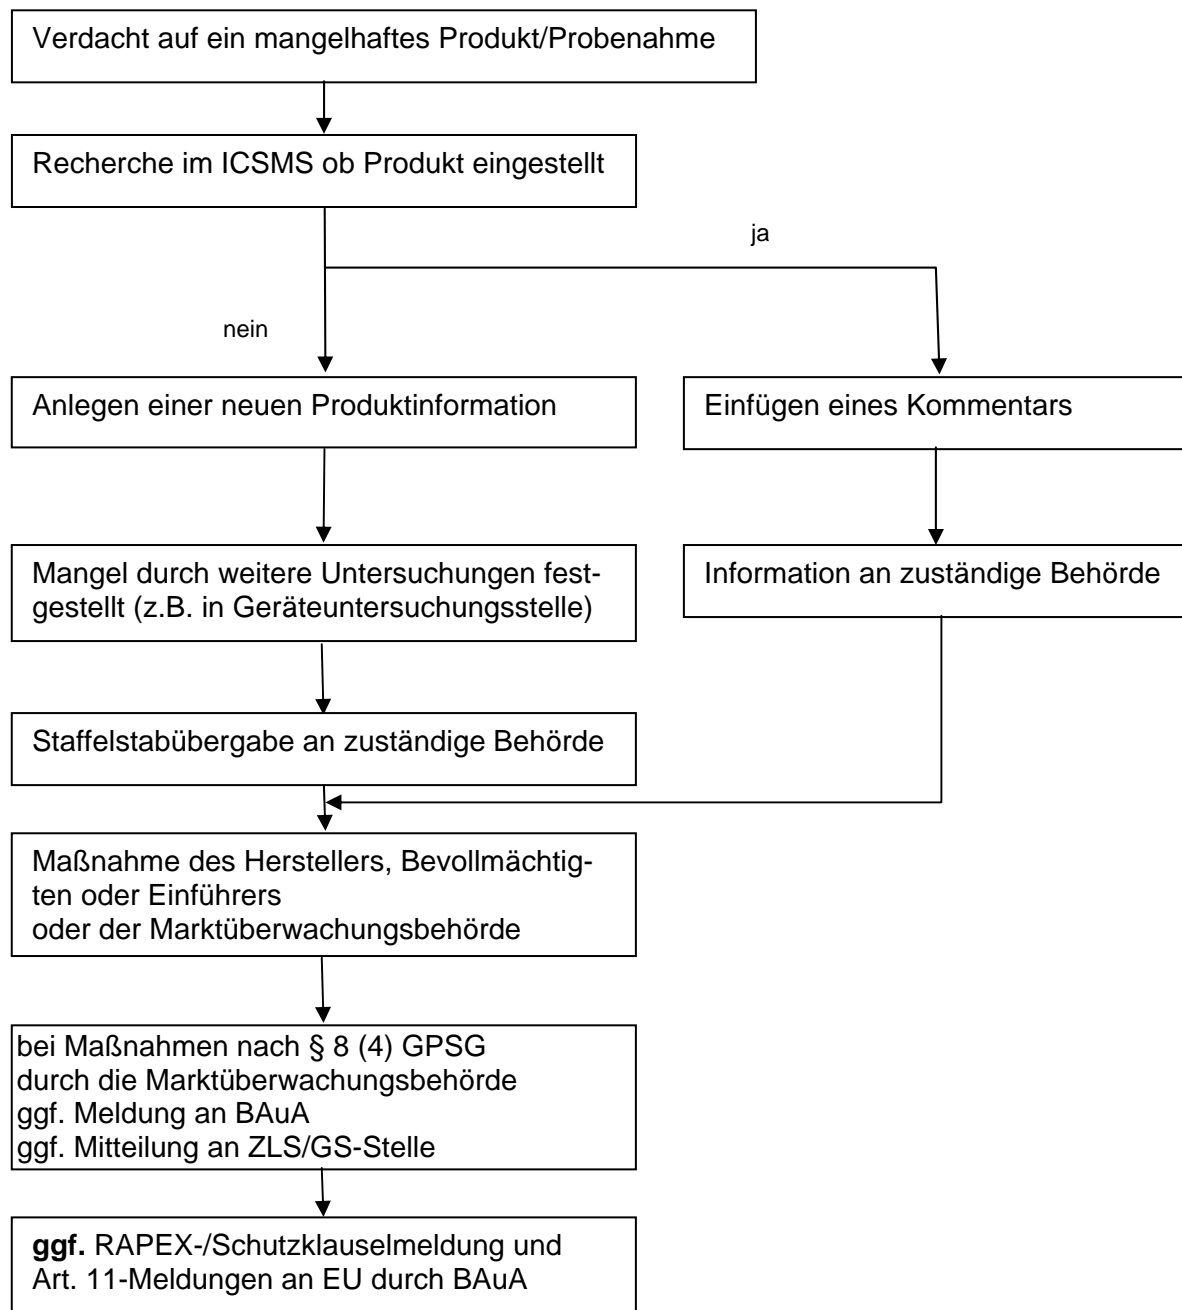 Verdacht auf ein mangelhaftes Produkt/Probenahme
Recherche im ICSMS ob Produkt eingestellt
ja
nein
Anlegen einer neuen Produktinformation
Einfügen eines Kommentars
Mangel durch weitere Untersuchungen fest-
gestellt (z.B. in Geräteuntersuchungsstelle)
Information an zuständige Behörde
Staffelstabübergabe an zuständige Behörde
Maßnahme des Herstellers, Bevollmächtig-
ten oder Einführers
oder der Marktüberwachungsbehörde
bei Maßnahmen nach § 8 (4) GPSG
durch die Marktüberwachungsbehörde
ggf. Meldung an BAuA
ggf. Mitteilung an ZLS/GS-Stelle
ggf. RAPEX-/Schutzklauselmeldung und
Art. 11-Meldungen an EU durch BAuA